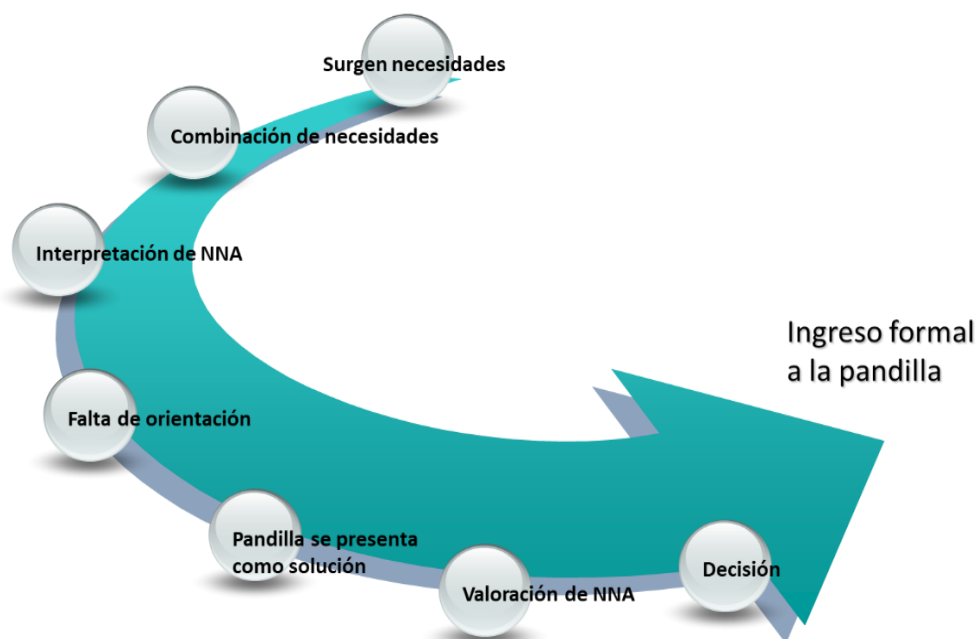 Surgen necesidades
Combinación de necesidades
Interpretación de NNA
Falta de orientación
Pandilla se presenta
como solución
Valoración de NNA
Decisión
Ingreso formal
a la pandilla